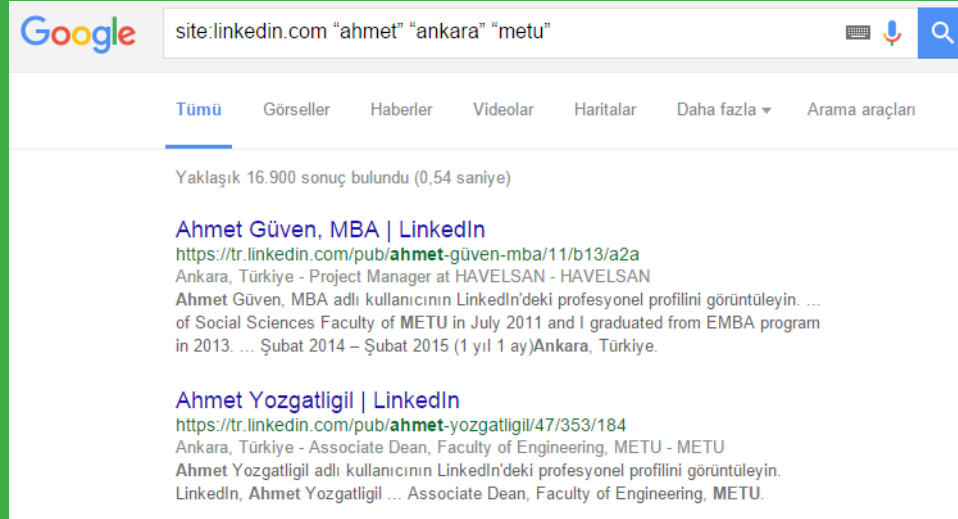 Google
site:linkedin.com “ahmet” “ankara” “metu”
Tümü Görseller Haberler Videolar Haritalar Daha fazla Arama araçları
Yaklaşık 16.900 sonuç bulundu (0,54 saniye)
Ahmet Güven, MBA | LinkedIn
https://tr.linkedin.com/pub/ahmet-güven-mba/11/b13/a2a
Ankara, Türkiye - Project Manager at HAVELSAN - HAVELSAN
Ahmet Güven, MBA adlı kullanıcının LinkedIn'deki profesyonel profilini görüntüleyin. ...
of Social Sciences Faculty of METU in July 2011 and I graduated from EMBA program
in 2013. ... Şubat 2014 – Şubat 2015 (1 yıl 1 ay)Ankara, Türkiye.
Ahmet Yozgatligil | LinkedIn
https://tr.linkedin.com/pub/ahmet-yozgatligil/47/353/184
Ankara, Türkiye - Associate Dean, Faculty of Engineering, METU - METU
Ahmet Yozgatligil adlı kullanıcının LinkedIn'deki profesyonel profilini görüntüleyin.
LinkedIn, Ahmet Yozgatligil ... Associate Dean, Faculty of Engineering, METU.